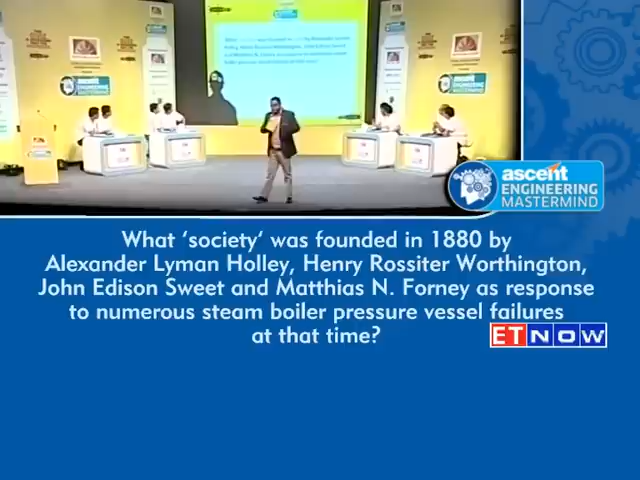 ascent
ENGINEERING
MASTERMIND
What 'society' was founded in 1880 by
Alexander Lyman Holley, Henry Rossiter Worthington,
John Edison Sweet and Matthias N. Forney as response
to numerous steam boiler pressure vessel failures
at that time?
ET NOW